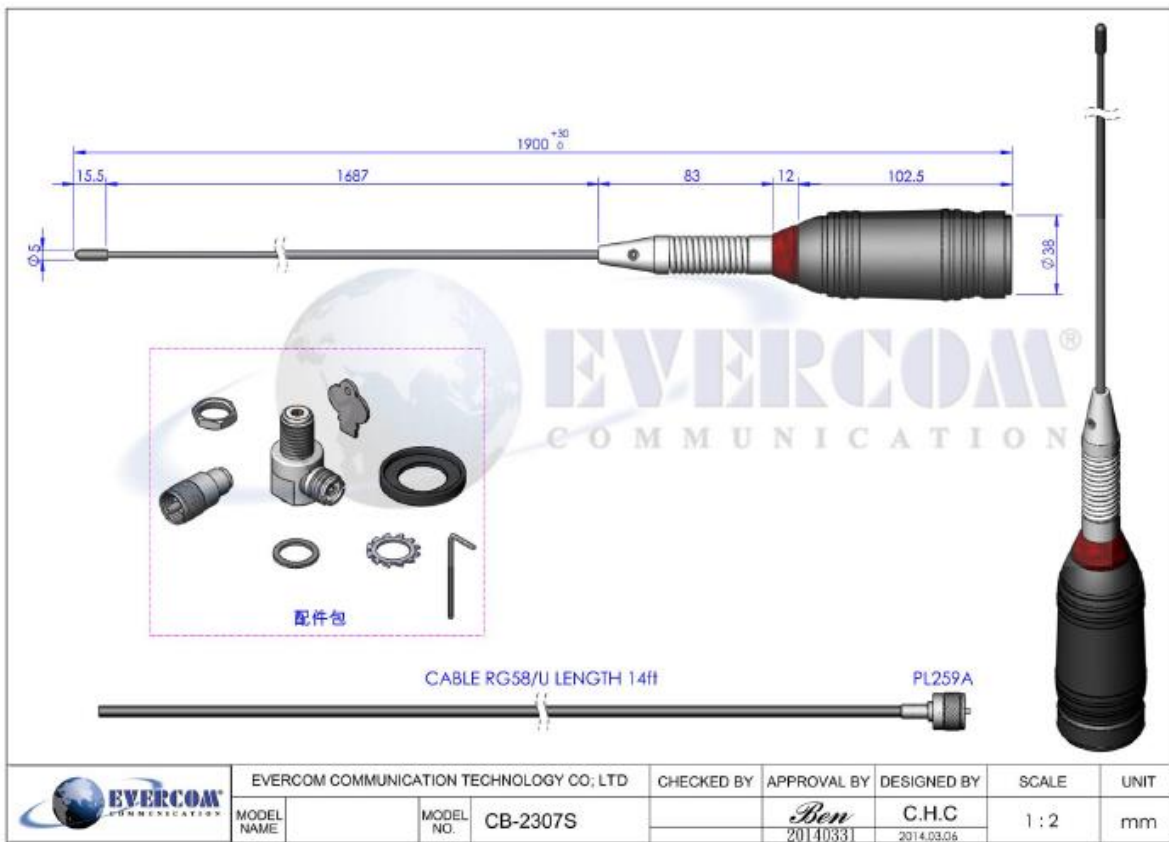 1900 +30 0
15.5 1687 83 12 102.5
Ø5
Ø38
EVERCOM®
COMMUNICATION
配件包
CABLE RG58/U LENGTH 14ft PL259A
EVERCOM®
COMMUNICATION
EVERCOM COMMUNICATION TECHNOLOGY CO; LTD
CHECKED BY
APPROVAL BY
DESIGNED BY
SCALE
UNIT
MODEL
NAME
MODEL
NO.
CB-2307S
Ben
20140331
C.H.C
2014.03.06
1 : 2
mm